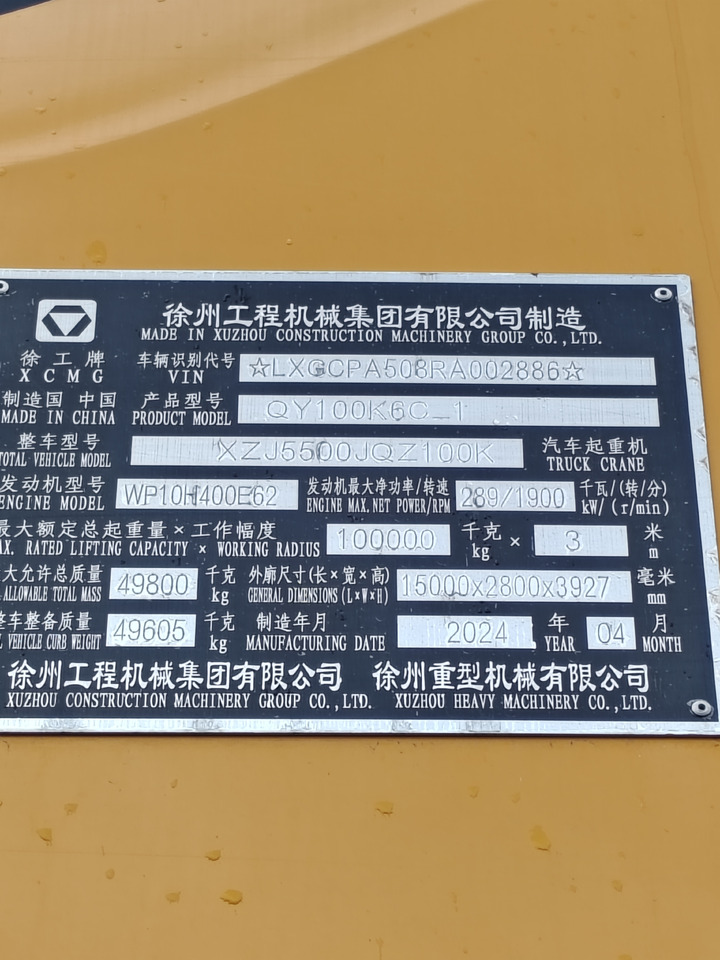 徐州工程机械集团有限公司制造
MADE IN XUZHOU CONSTRUCTION MACHINERY GROUP CO.,LTD.
徐工牌 车辆识别代号 ☆LXGCPA508RA002886☆
XCMG VIN
制造国 中国 产品型号 QY100K6C_1
MADE IN CHINA PRODUCT MODEL
整车型号 XZJ5500JQZ100K 汽车起重机
TOTAL VEHICLE MODEL TRUCK CRANE
发动机型号 WP10H400E62 发动机最大净功率/转速 289/1900 千瓦/(转/分)
ENGINE MODEL ENGINE MAX. NET POWER/RPM kW/(r/min)
最大额定总起重量×工作幅度 100000 千克 × 3 米
AX. RATED LIFTING CAPACITY × WORKING RADIUS kg m
大允许总质量 49800 千克 外廓尺寸(长×宽×高) 15000x2800x3927 毫米
ALLOWABLE TOTAL MASS kg GENERAL DIMENSIONS(L×W×H) mm
整车整备质量 49605 千克 制造年月 2024 年 04 月
VEHICLE CURB WEIGHT kg MANUFACTURING DATE YEAR MONTH
徐州工程机械集团有限公司 徐州重型机械有限公司
XUZHOU CONSTRUCTION MACHINERY GROUP CO.,LTD. XUZHOU HEAVY MACHINERY CO.,LTD.